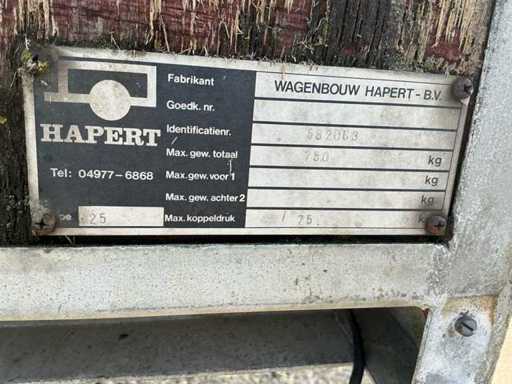 HAPERT
Tel: 04977-6868
Fabrikant WAGENBOUW HAPERT - B.V.
Goedk. nr.
Identificatienr.
Max. gew. totaal 750 kg
Max. gew. voor 1 kg
Max. gew. achter 2 kg
25 Max. koppeldruk 75. kg